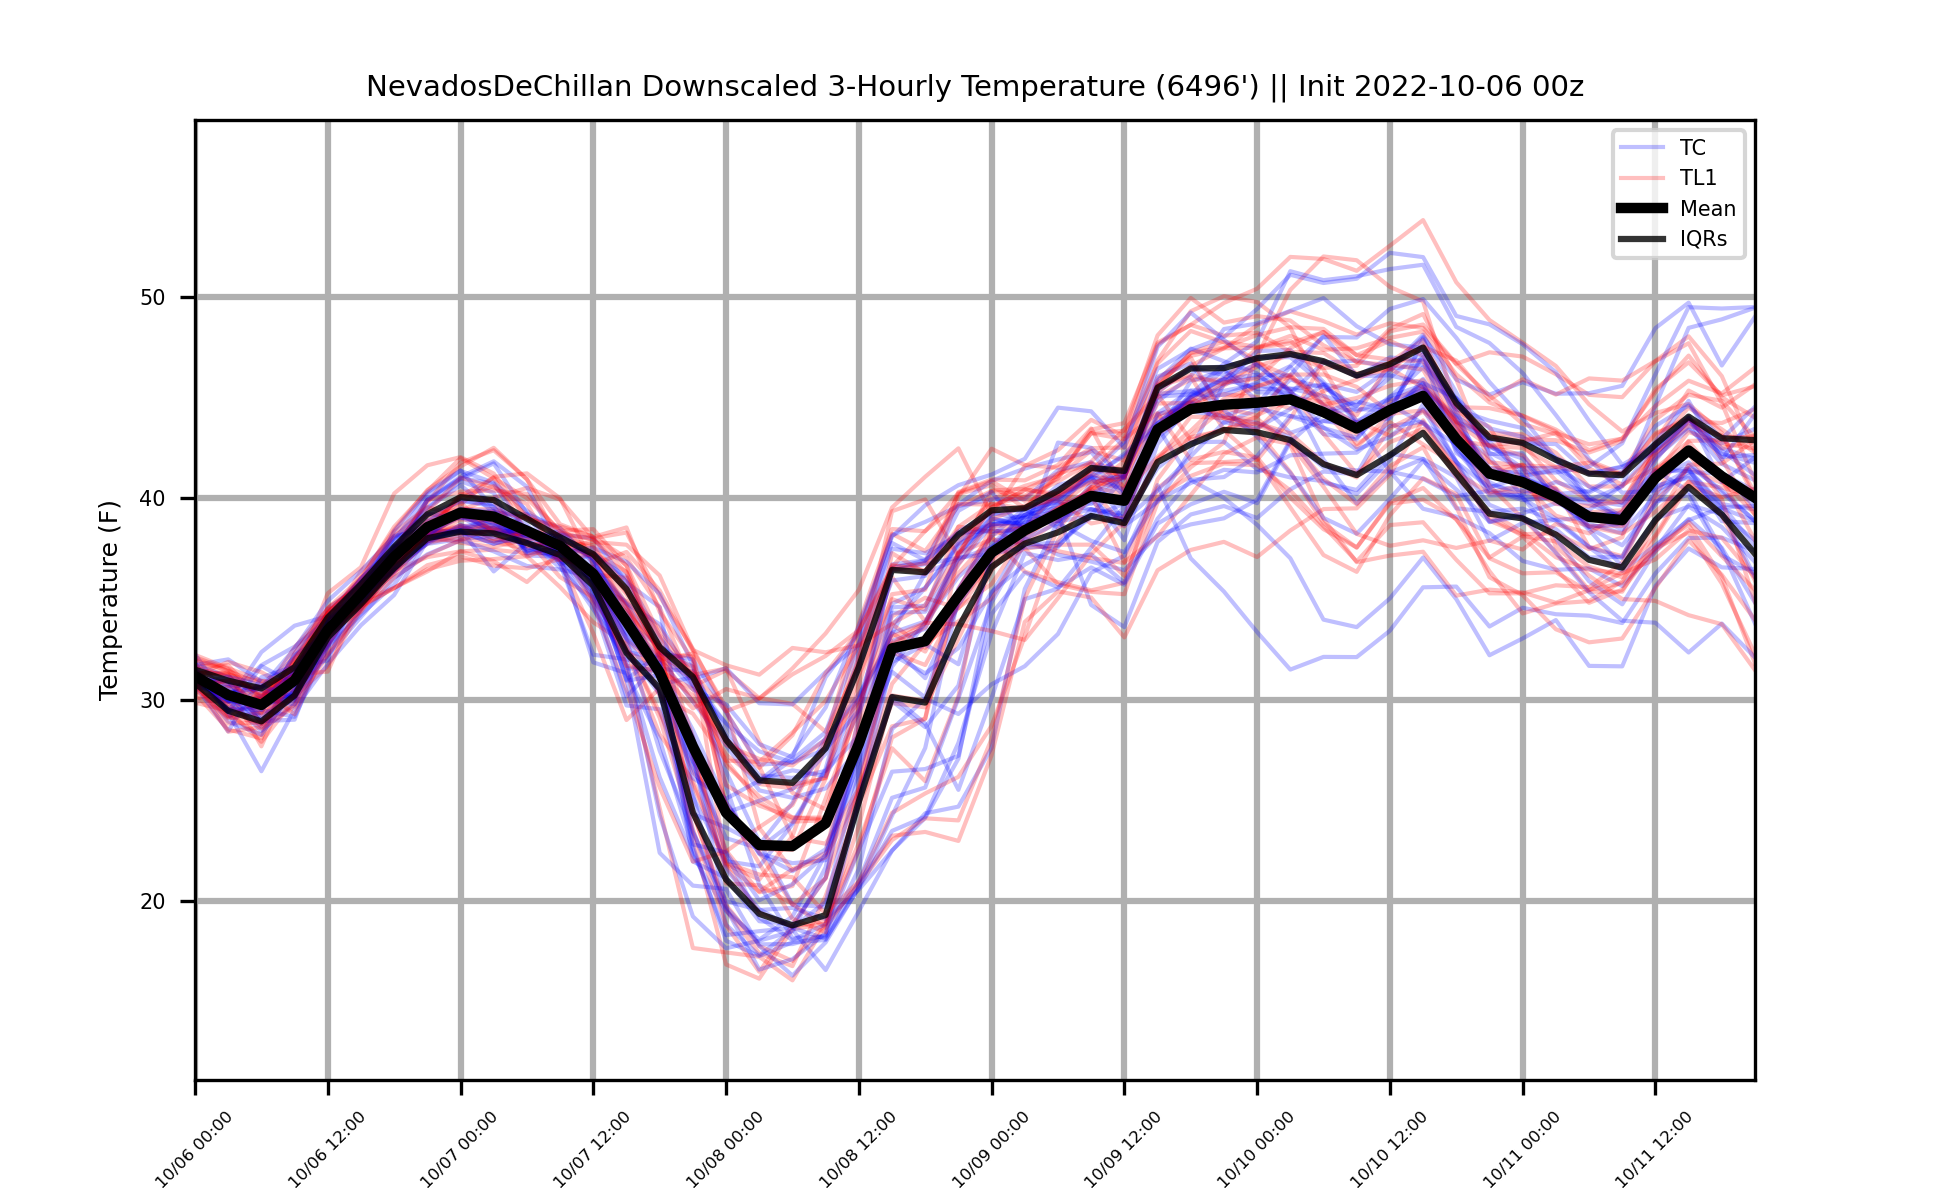 NevadosDeChillan Downscaled 3-Hourly Temperature (6496') || Init 2022-10-06 00z
TC
TL1
Mean
IQRs
Temperature (F)
50
40
30
20
10/06 00:00
10/06 12:00
10/07 00:00
10/07 12:00
10/08 00:00
10/08 12:00
10/09 00:00
10/09 12:00
10/10 00:00
10/10 12:00
10/11 00:00
10/11 12:00